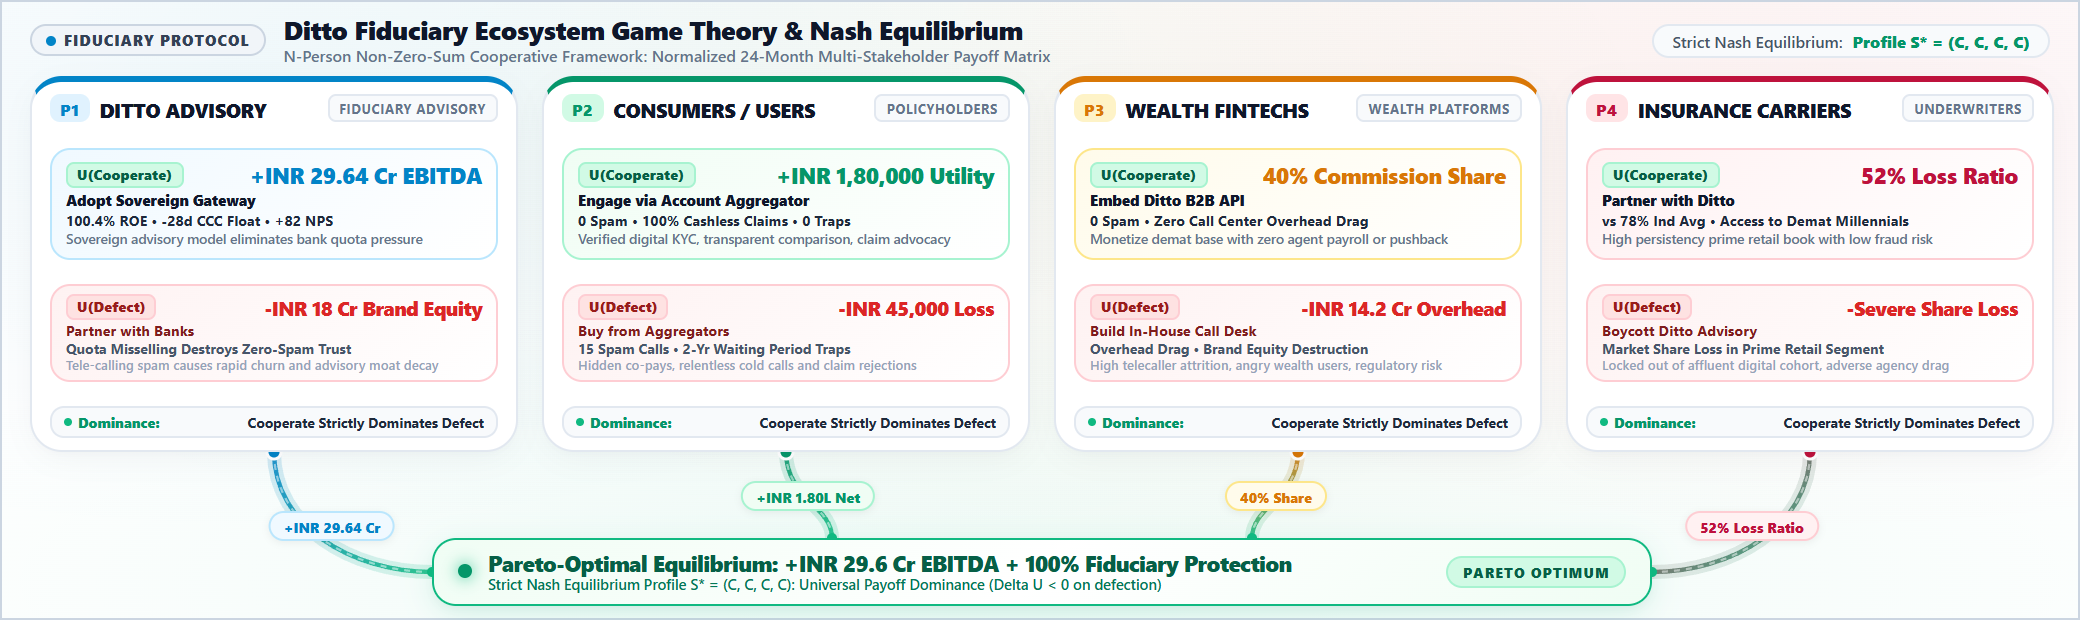 FIDUCIARY PROTOCOL
Ditto Fiduciary Ecosystem Game Theory & Nash Equilibrium
N-Person Non-Zero-Sum Cooperative Framework: Normalized 24-Month Multi-Stakeholder Payoff Matrix
Strict Nash Equilibrium: Profile S* = (C, C, C, C)
P1 DITTO ADVISORY FIDUCIARY ADVISORY
U(Cooperate) +INR 29.64 Cr EBITDA
Adopt Sovereign Gateway
100.4% ROE • -28d CCC Float • +82 NPS
Sovereign advisory model eliminates bank quota pressure
U(Defect) -INR 18 Cr Brand Equity
Partner with Banks
Quota Misselling Destroys Zero-Spam Trust
Tele-calling spam causes rapid churn and advisory moat decay
Dominance: Cooperate Strictly Dominates Defect
P2 CONSUMERS / USERS POLICYHOLDERS
U(Cooperate) +INR 1,80,000 Utility
Engage via Account Aggregator
0 Spam • 100% Cashless Claims • 0 Traps
Verified digital KYC, transparent comparison, claim advocacy
U(Defect) -INR 45,000 Loss
Buy from Aggregators
15 Spam Calls • 2-Yr Waiting Period Traps
Hidden co-pays, relentless cold calls and claim rejections
Dominance: Cooperate Strictly Dominates Defect
P3 WEALTH FINTECHS WEALTH PLATFORMS
U(Cooperate) 40% Commission Share
Embed Ditto B2B API
0 Spam • Zero Call Center Overhead Drag
Monetize demat base with zero agent payroll or pushback
U(Defect) -INR 14.2 Cr Overhead
Build In-House Call Desk
Overhead Drag • Brand Equity Destruction
High telecaller attrition, angry wealth users, regulatory risk
Dominance: Cooperate Strictly Dominates Defect
P4 INSURANCE CARRIERS UNDERWRITERS
U(Cooperate) 52% Loss Ratio
Partner with Ditto
vs 78% Ind Avg • Access to Demat Millennials
High persistency prime retail book with low fraud risk
U(Defect) -Severe Share Loss
Boycott Ditto Advisory
Market Share Loss in Prime Retail Segment
Locked out of affluent digital cohort, adverse agency drag
Dominance: Cooperate Strictly Dominates Defect
+INR 29.64 Cr
+INR 1.80L Net
40% Share
52% Loss Ratio
Pareto-Optimal Equilibrium: +INR 29.6 Cr EBITDA + 100% Fiduciary Protection
Strict Nash Equilibrium Profile S* = (C, C, C, C): Universal Payoff Dominance (Delta U < 0 on defection)
PARETO OPTIMUM